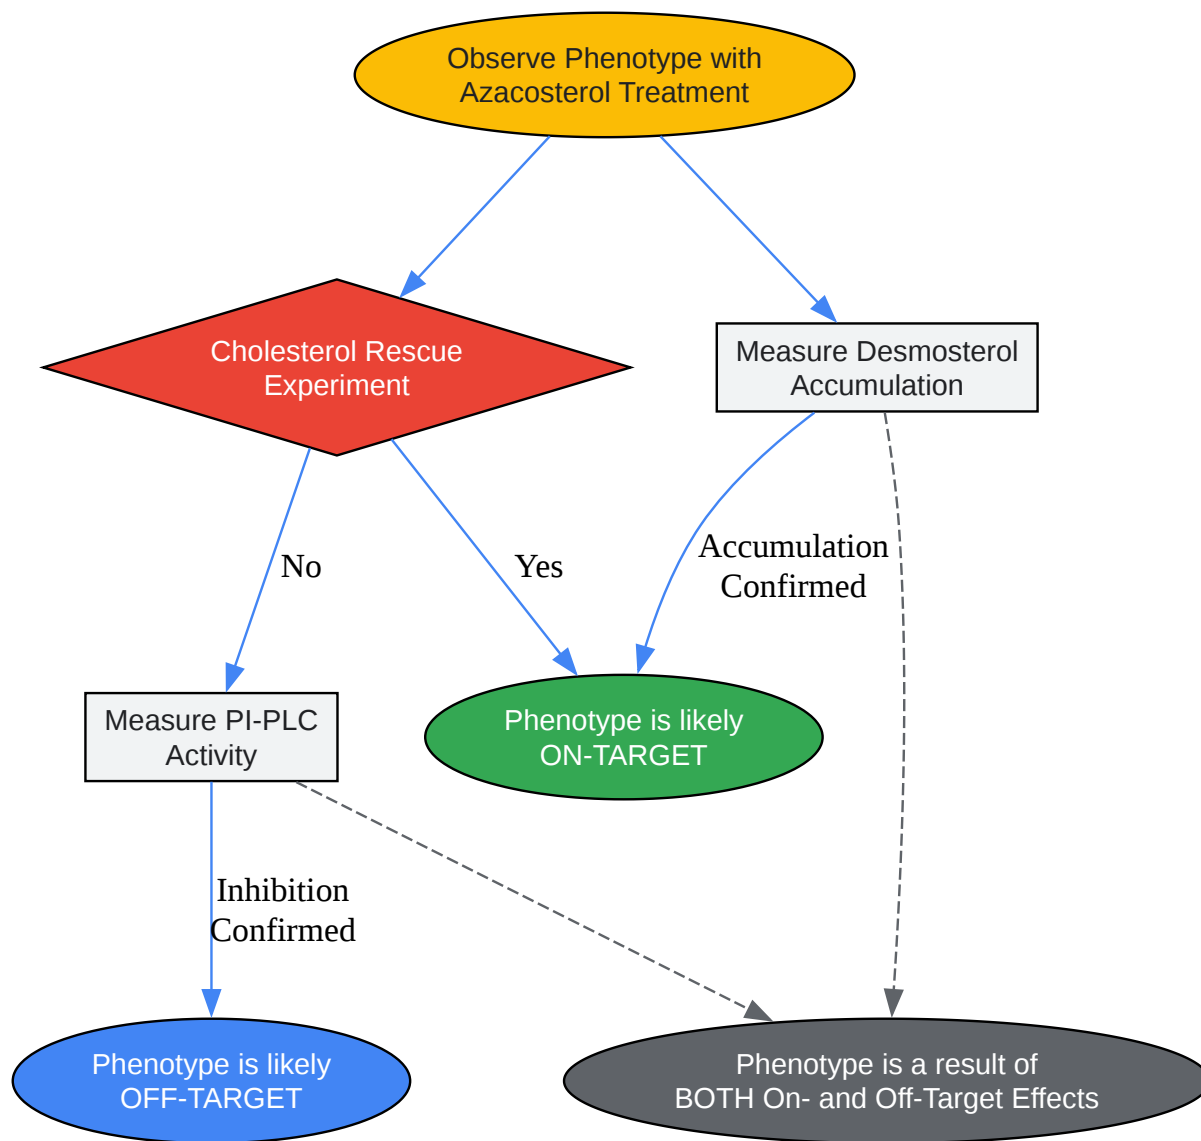 Observe Phenotype with
Azacosterol Treatment
Cholesterol Rescue
Experiment
Measure Desmosterol
Accumulation
No
Yes
Accumulation
Confirmed
Measure PI-PLC
Activity
Phenotype is likely
ON-TARGET
Inhibition
Confirmed
Phenotype is likely
OFF-TARGET
Phenotype is a result of
BOTH On- and Off-Target Effects